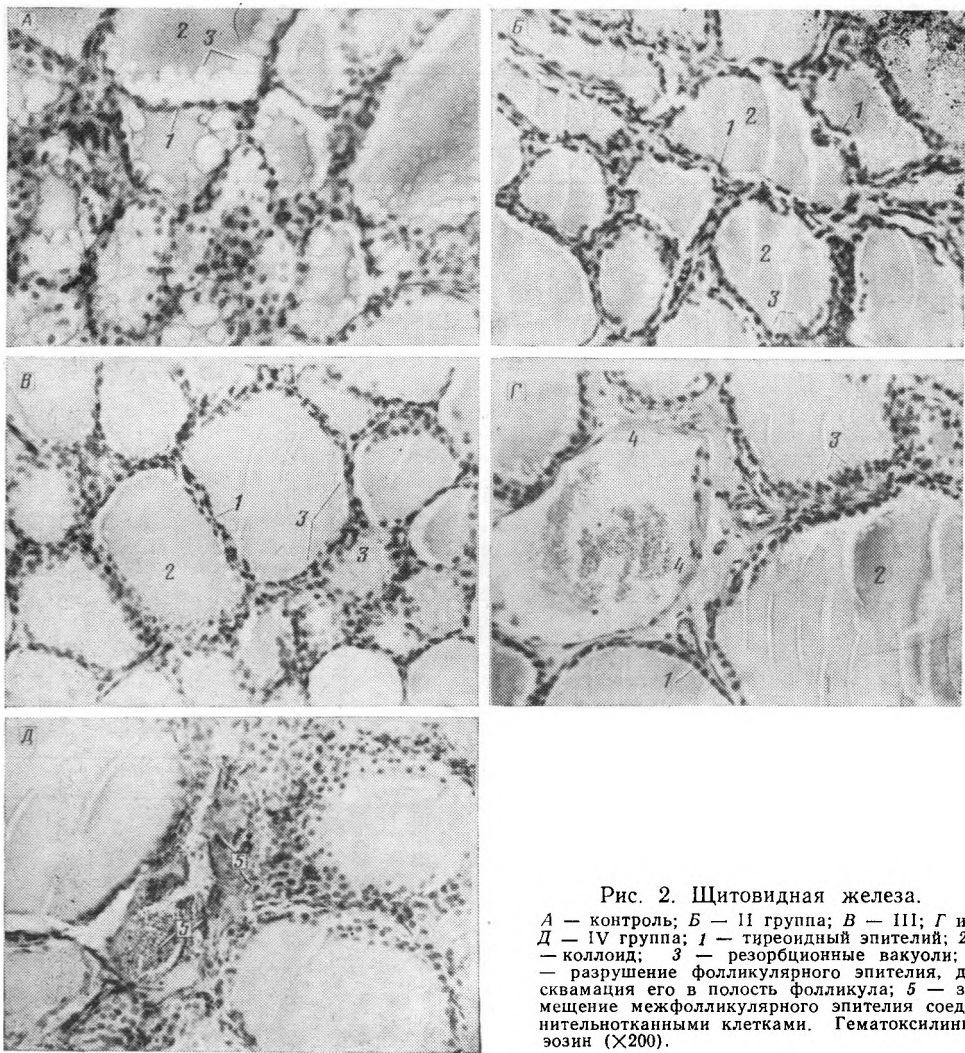 А
2
3
1
Б
1
2
1
2
3
В
1
3
2
3
Г
4
3
2
4
1
Д
5
5
Рис. 2. Щитовидная железа.
А — контроль; Б — II группа; В — III; Г и
Д — IV группа; 1 — тиреоидный эпителий; 2
— коллоид; 3 — резорбционные вакуоли;
— разрушение фолликулярного эпителия, д
сквамация его в полость фолликула; 5 — з
мещение межфолликулярного эпителия соед
нительнотканными клетками. Гематоксилин
эозин (×200).